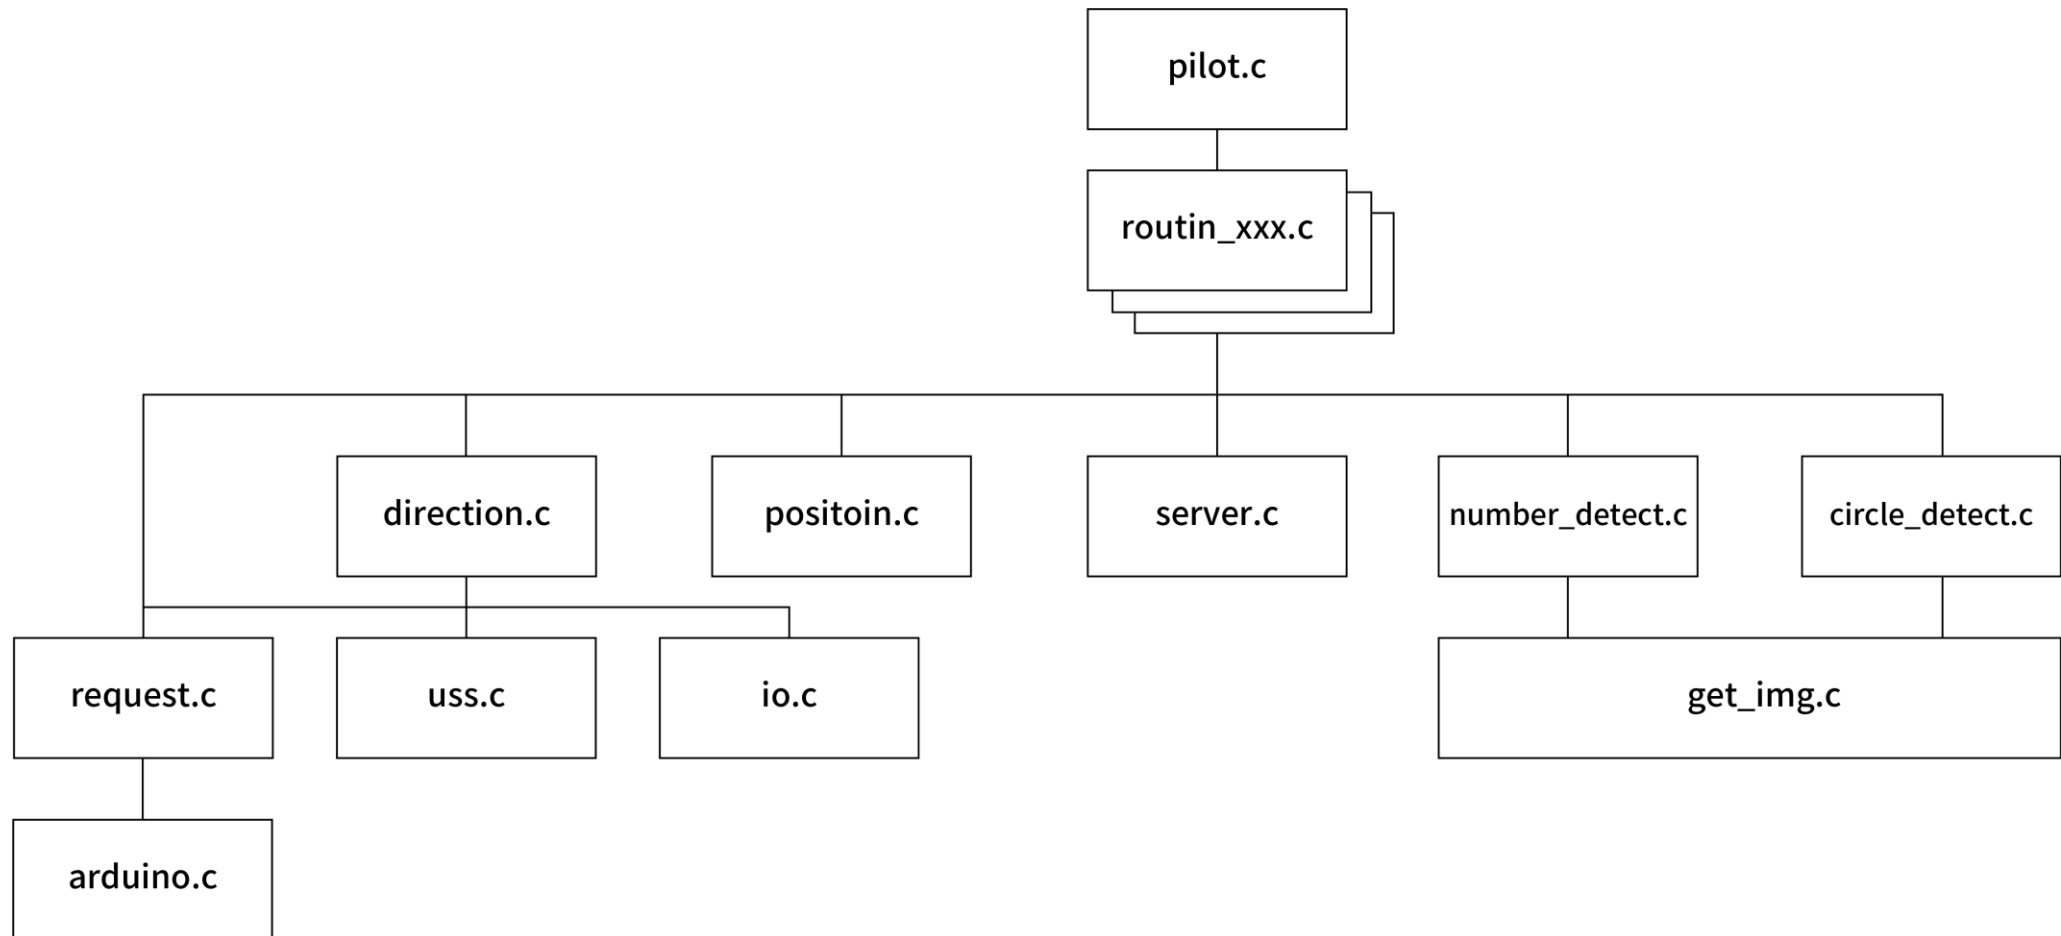 pilot.c
routin_xxx.c
direction.c
positoin.c
server.c
number_detect.c
circle_detect.c
request.c
uss.c
io.c
get_img.c
arduino.c